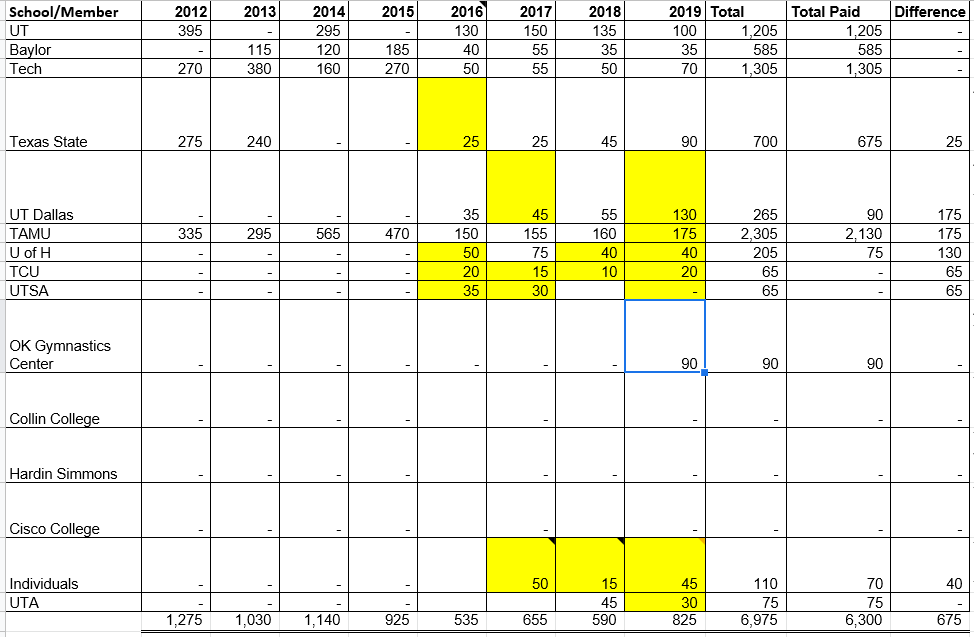 School/Member 2012 2013 2014 2015 2016 2017 2018 2019 Total Total Paid Difference
UT 395 - 295 - 130 150 135 100 1,205 1,205 -
Baylor - 115 120 185 40 55 35 35 585 585 -
Tech 270 380 160 270 50 55 50 70 1,305 1,305 -
Texas State 275 240 - - 25 25 45 90 700 675 25
UT Dallas - - - - 35 45 55 130 265 90 175
TAMU 335 295 565 470 150 155 160 175 2,305 2,130 175
U of H - - - - 50 75 40 40 205 75 130
TCU - - - - 20 15 10 20 65 - 65
UTSA - - - - 35 30 - 65 - 65
OK Gymnastics
Center - - - - - - - 90 90 90 -
Collin College - - - - - - - - -
Hardin Simmons - - - - - - - - - -
Cisco College - - - - - - - - -
Individuals - - - - 50 15 45 110 70 40
UTA - - - - 45 30 75 75 -
1,275 1,030 1,140 925 535 655 590 825 6,975 6,300 675